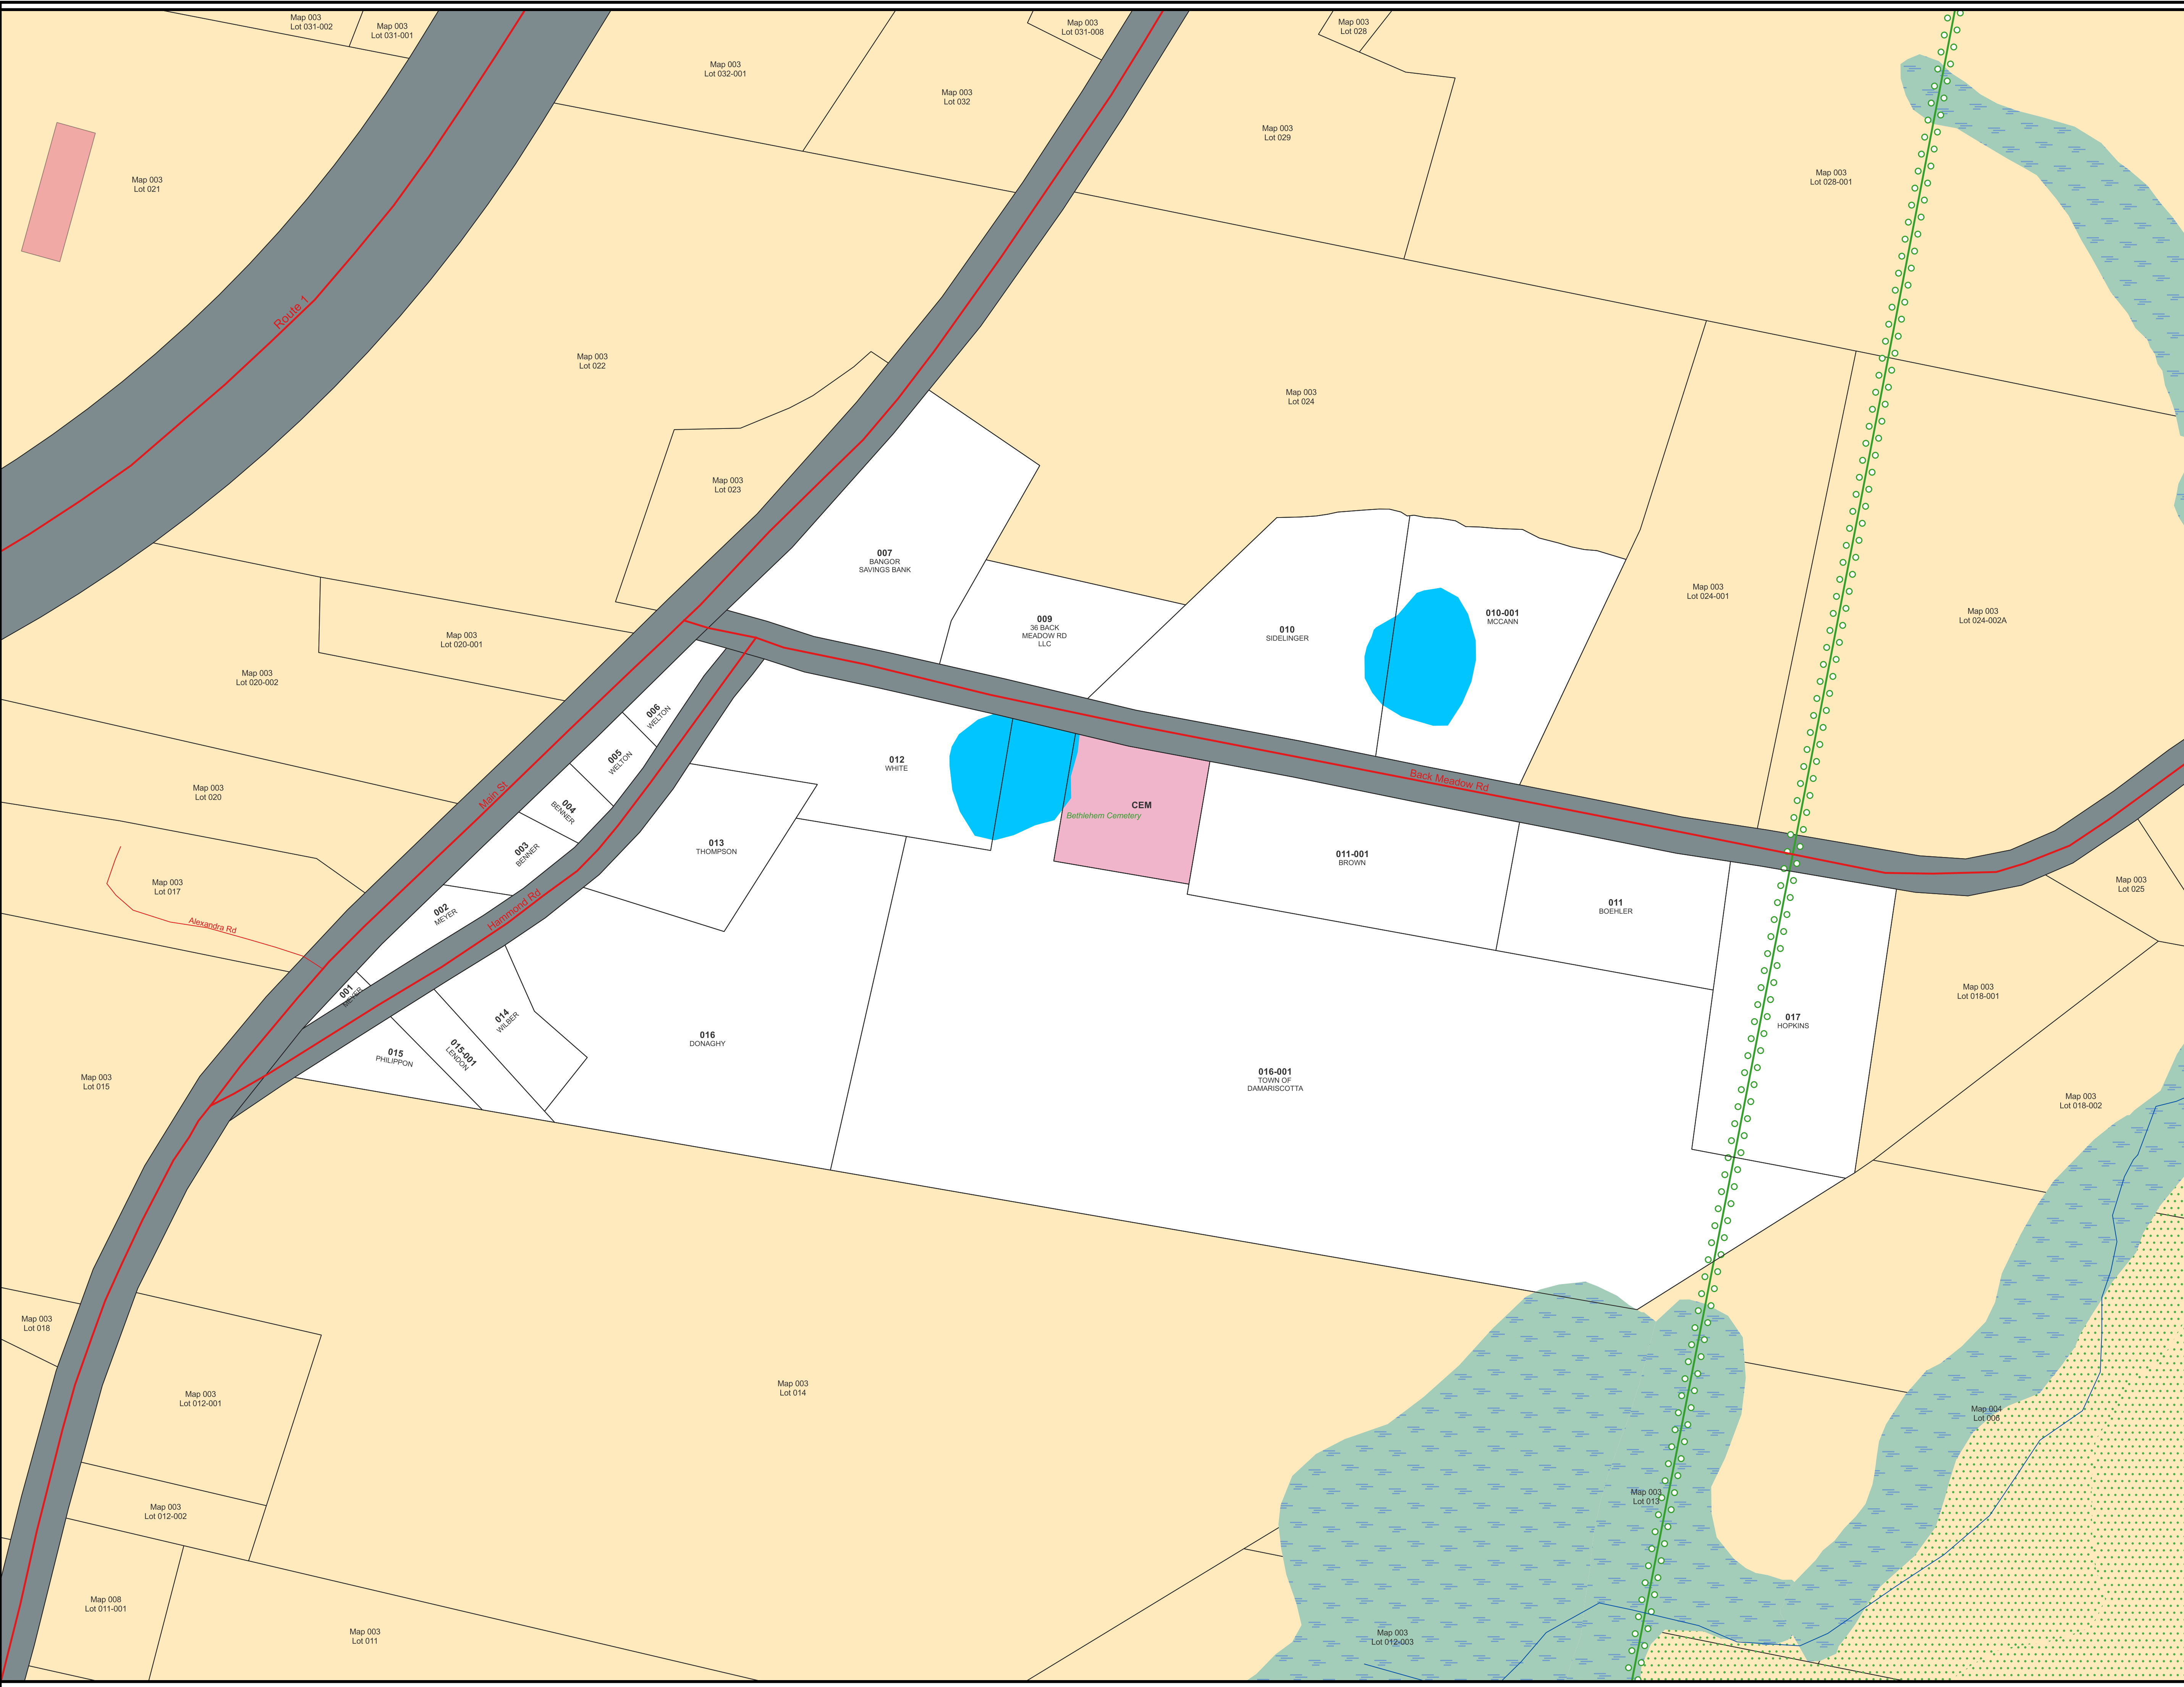 Map 003
Lot 031-002
Map 003
Lot 031-001
Map 003
Lot 031-008
Map 003
Lot 028
Map 003
Lot 032-001
Map 003
Lot 032
Map 003
Lot 029
Map 003
Lot 021
Map 003
Lot 028-001
Route 1
Map 003
Lot 022
Map 003
Lot 024
Map 003
Lot 023
007
BANGOR
SAVINGS BANK
009
36 BACK
MEADOW RD
LLC
010
SIDELINGER
010-001
MCCANN
Map 003
Lot 024-001
Map 003
Lot 024-002A
Map 003
Lot 020-001
Map 003
Lot 020-002
006
WELTON
005
WELTON
004
BENNER
003
BENNER
002
MEYER
001
MEYER
Main St
Hammond Rd
Back Meadow Rd
012
WHITE
CEM
Bethlehem Cemetery
013
THOMPSON
011-001
BROWN
011
BOEHLER
Map 003
Lot 025
Map 003
Lot 020
Map 003
Lot 017
Alexandra Rd
Map 003
Lot 018-001
017
HOPKINS
014
WILBER
015-001
LENDON
015
PHILIPPON
016
DONAGHY
016-001
TOWN OF
DAMARISCOTTA
Map 003
Lot 015
Map 003
Lot 018-002
Map 003
Lot 018
Map 003
Lot 012-001
Map 003
Lot 014
Map 004
Lot 006
Map 003
Lot 013
Map 003
Lot 012-002
Map 008
Lot 011-001
Map 003
Lot 011
Map 003
Lot 012-003